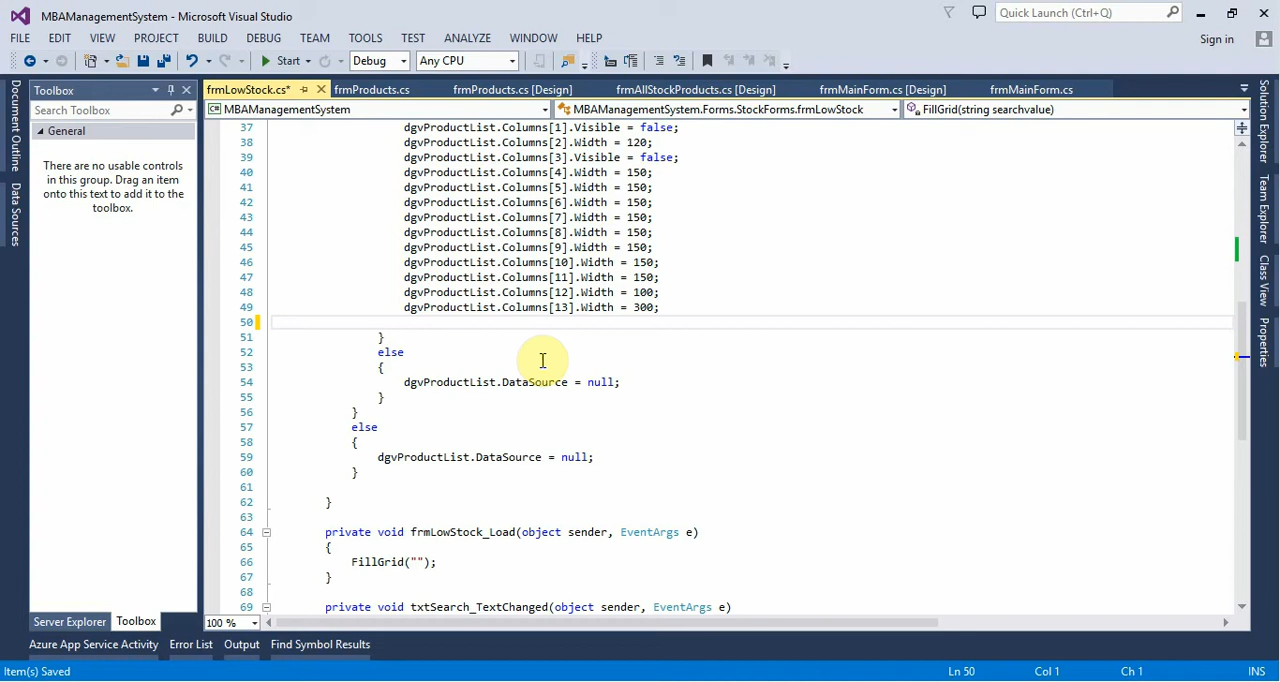 MBAManagementSystem - Microsoft Visual Studio
Quick Launch (Ctrl+Q)
FILE EDIT VIEW PROJECT BUILD DEBUG TEAM TOOLS TEST ANALYZE WINDOW HELP
Sign in
Start Debug Any CPU
Document Outline
Data Sources
Toolbox
Search Toolbox
General
There are no usable controls
in this group. Drag an item
onto this text to add it to the
toolbox.
Server Explorer Toolbox
frmLowStock.cs* frmProducts.cs frmProducts.cs [Design] frmAllStockProducts.cs [Design] frmMainForm.cs [Design] frmMainForm.cs
MBAManagementSystem MBAManagementSystem.Forms.StockForms.frmLowStock FillGrid(string searchvalue)
37 dgvProductList.Columns[1].Visible = false;
38 dgvProductList.Columns[2].Width = 120;
39 dgvProductList.Columns[3].Visible = false;
40 dgvProductList.Columns[4].Width = 150;
41 dgvProductList.Columns[5].Width = 150;
42 dgvProductList.Columns[6].Width = 150;
43 dgvProductList.Columns[7].Width = 150;
44 dgvProductList.Columns[8].Width = 150;
45 dgvProductList.Columns[9].Width = 150;
46 dgvProductList.Columns[10].Width = 150;
47 dgvProductList.Columns[11].Width = 150;
48 dgvProductList.Columns[12].Width = 100;
49 dgvProductList.Columns[13].Width = 300;
50
51 }
52 else
53 {
54 dgvProductList.DataSource = null;
55 }
56 }
57 else
58 {
59 dgvProductList.DataSource = null;
60 }
61
62 }
63
64 private void frmLowStock_Load(object sender, EventArgs e)
65 {
66 FillGrid("");
67 }
68
69 private void txtSearch_TextChanged(object sender, EventArgs e)
100 %
Solution Explorer
Team Explorer
Class View
Properties
Azure App Service Activity Error List Output Find Symbol Results
Item(s) Saved Ln 50 Col 1 Ch 1 INS